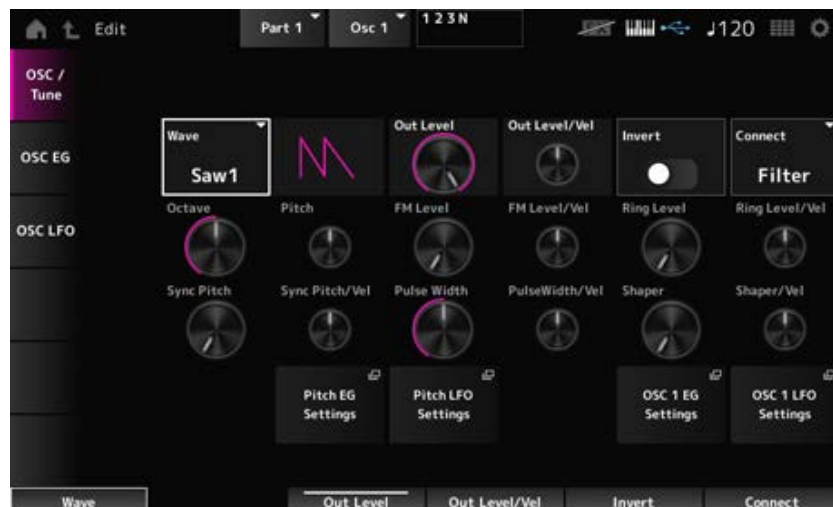 Edit
Part 1
Osc 1
1 2 3 N
♩120
OSC /
Tune
OSC EG
OSC LFO
Wave
Saw1
Out Level
Out Level/Vel
Invert
Connect
Filter
Octave
Pitch
FM Level
FM Level/Vel
Ring Level
Ring Level/Vel
Sync Pitch
Sync Pitch/Vel
Pulse Width
PulseWidth/Vel
Shaper
Shaper/Vel
Pitch EG
Settings
Pitch LFO
Settings
OSC 1 EG
Settings
OSC 1 LFO
Settings
Wave
Out Level
Out Level/Vel
Invert
Connect